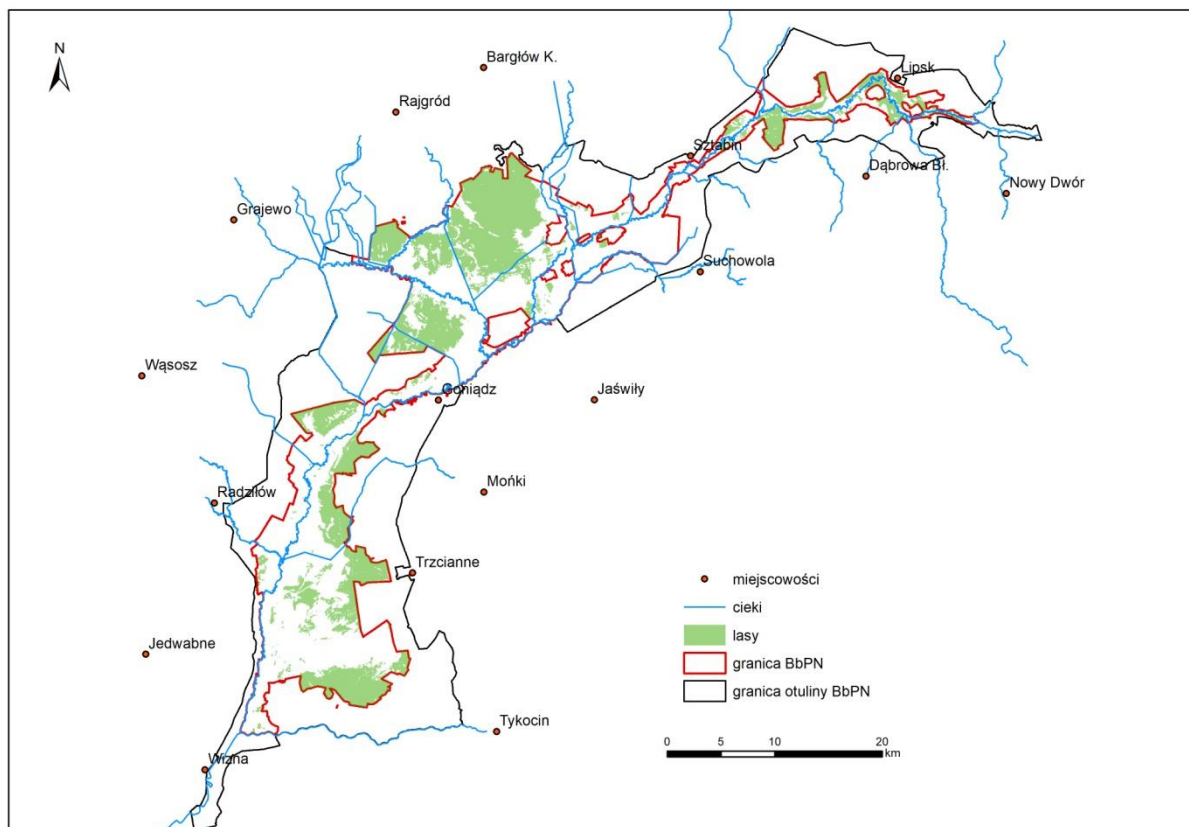 N
Bargłów K.
Lipsk
Rajgród
Sztabin
Dąbrowa Bł.
Nowy Dwór
Grajewo
Suchowola
Wąsosz
Goniądz
Jaświły
Mońki
Radziłów
Trzcianne
miejscowości
cieki
lasy
Jedwabne
granica BbPN
granica otuliny BbPN
Tykocin
0 5 10 20
km
Wizna